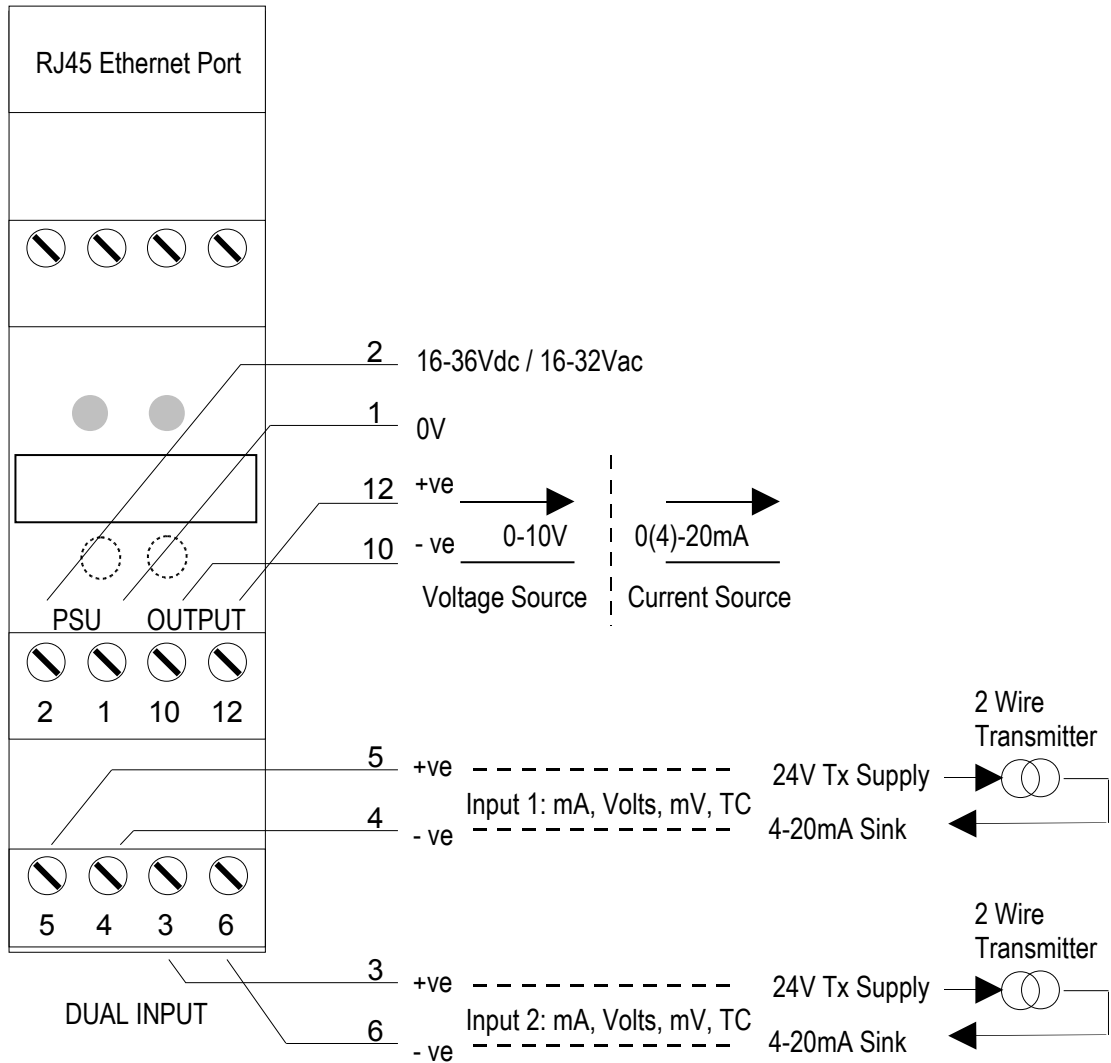 RJ45 Ethernet Port
2 16-36Vdc / 16-32Vac
1 0V
12 +ve
10 - ve
0-10V 0(4)-20mA
Voltage Source Current Source
PSU OUTPUT
2 1 10 12
5 +ve
4 - ve
Input 1: mA, Volts, mV, TC
24V Tx Supply
4-20mA Sink
2 Wire
Transmitter
5 4 3 6
DUAL INPUT
3 +ve
6 - ve
Input 2: mA, Volts, mV, TC
24V Tx Supply
4-20mA Sink
2 Wire
Transmitter